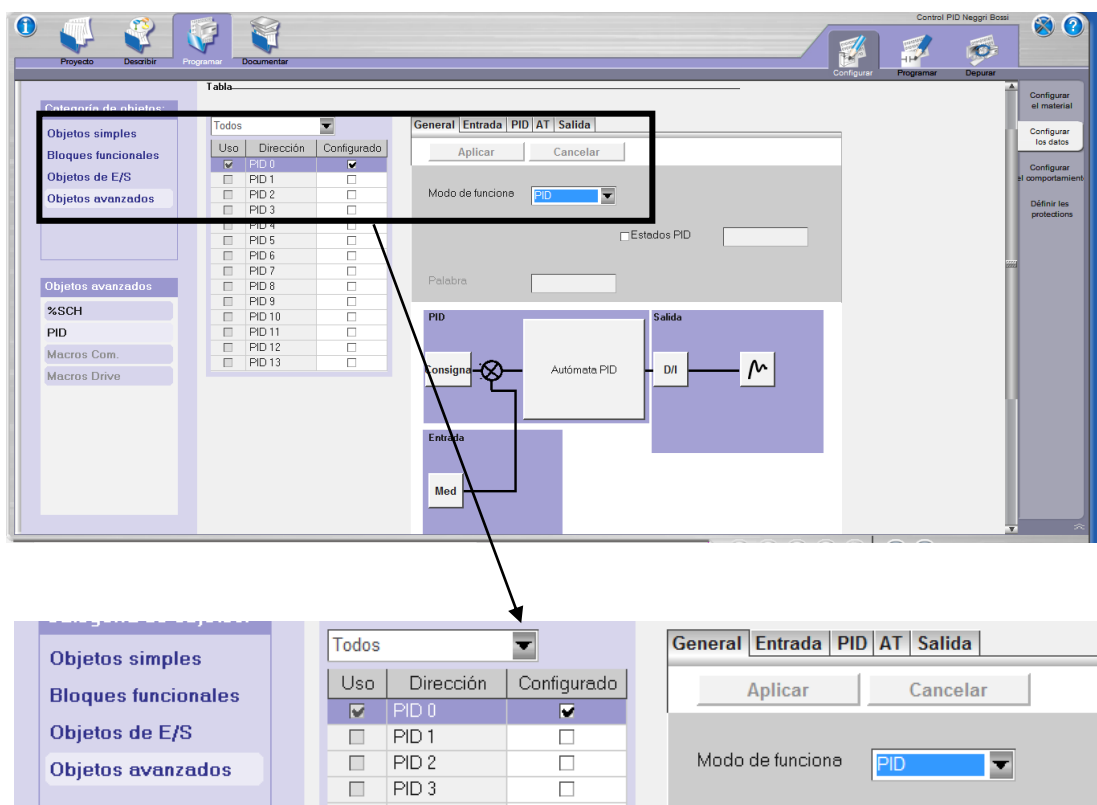 Control PID Neggri Bossi
Proyecto Describir Programar Documentar
Configurar Programar Depurar
Tabla
Categoría de objetos:
Objetos simples
Bloques funcionales
Objetos de E/S
Objetos avanzados
Objetos avanzados
%SCH
PID
Macros Com.
Macros Drive
Todos
Uso Dirección Configurado
PID 0
PID 1
PID 2
PID 3
PID 4
PID 5
PID 6
PID 7
PID 8
PID 9
PID 10
PID 11
PID 12
PID 13
General Entrada PID AT Salida
Aplicar Cancelar
Modo de funcione PID
Estados PID
Palabra
PID Salida
Consigna Autómata PID D/I
Entrada
Med
Configurar
el material
Configurar
los datos
Configurar
el comportamient
Définir les
protections
Todos
General Entrada PID AT Salida
Objetos simples
Uso Dirección Configurado
Aplicar Cancelar
Bloques funcionales
PID 0
Objetos de E/S
PID 1
Objetos avanzados
PID 2
Modo de funcione PID
PID 3